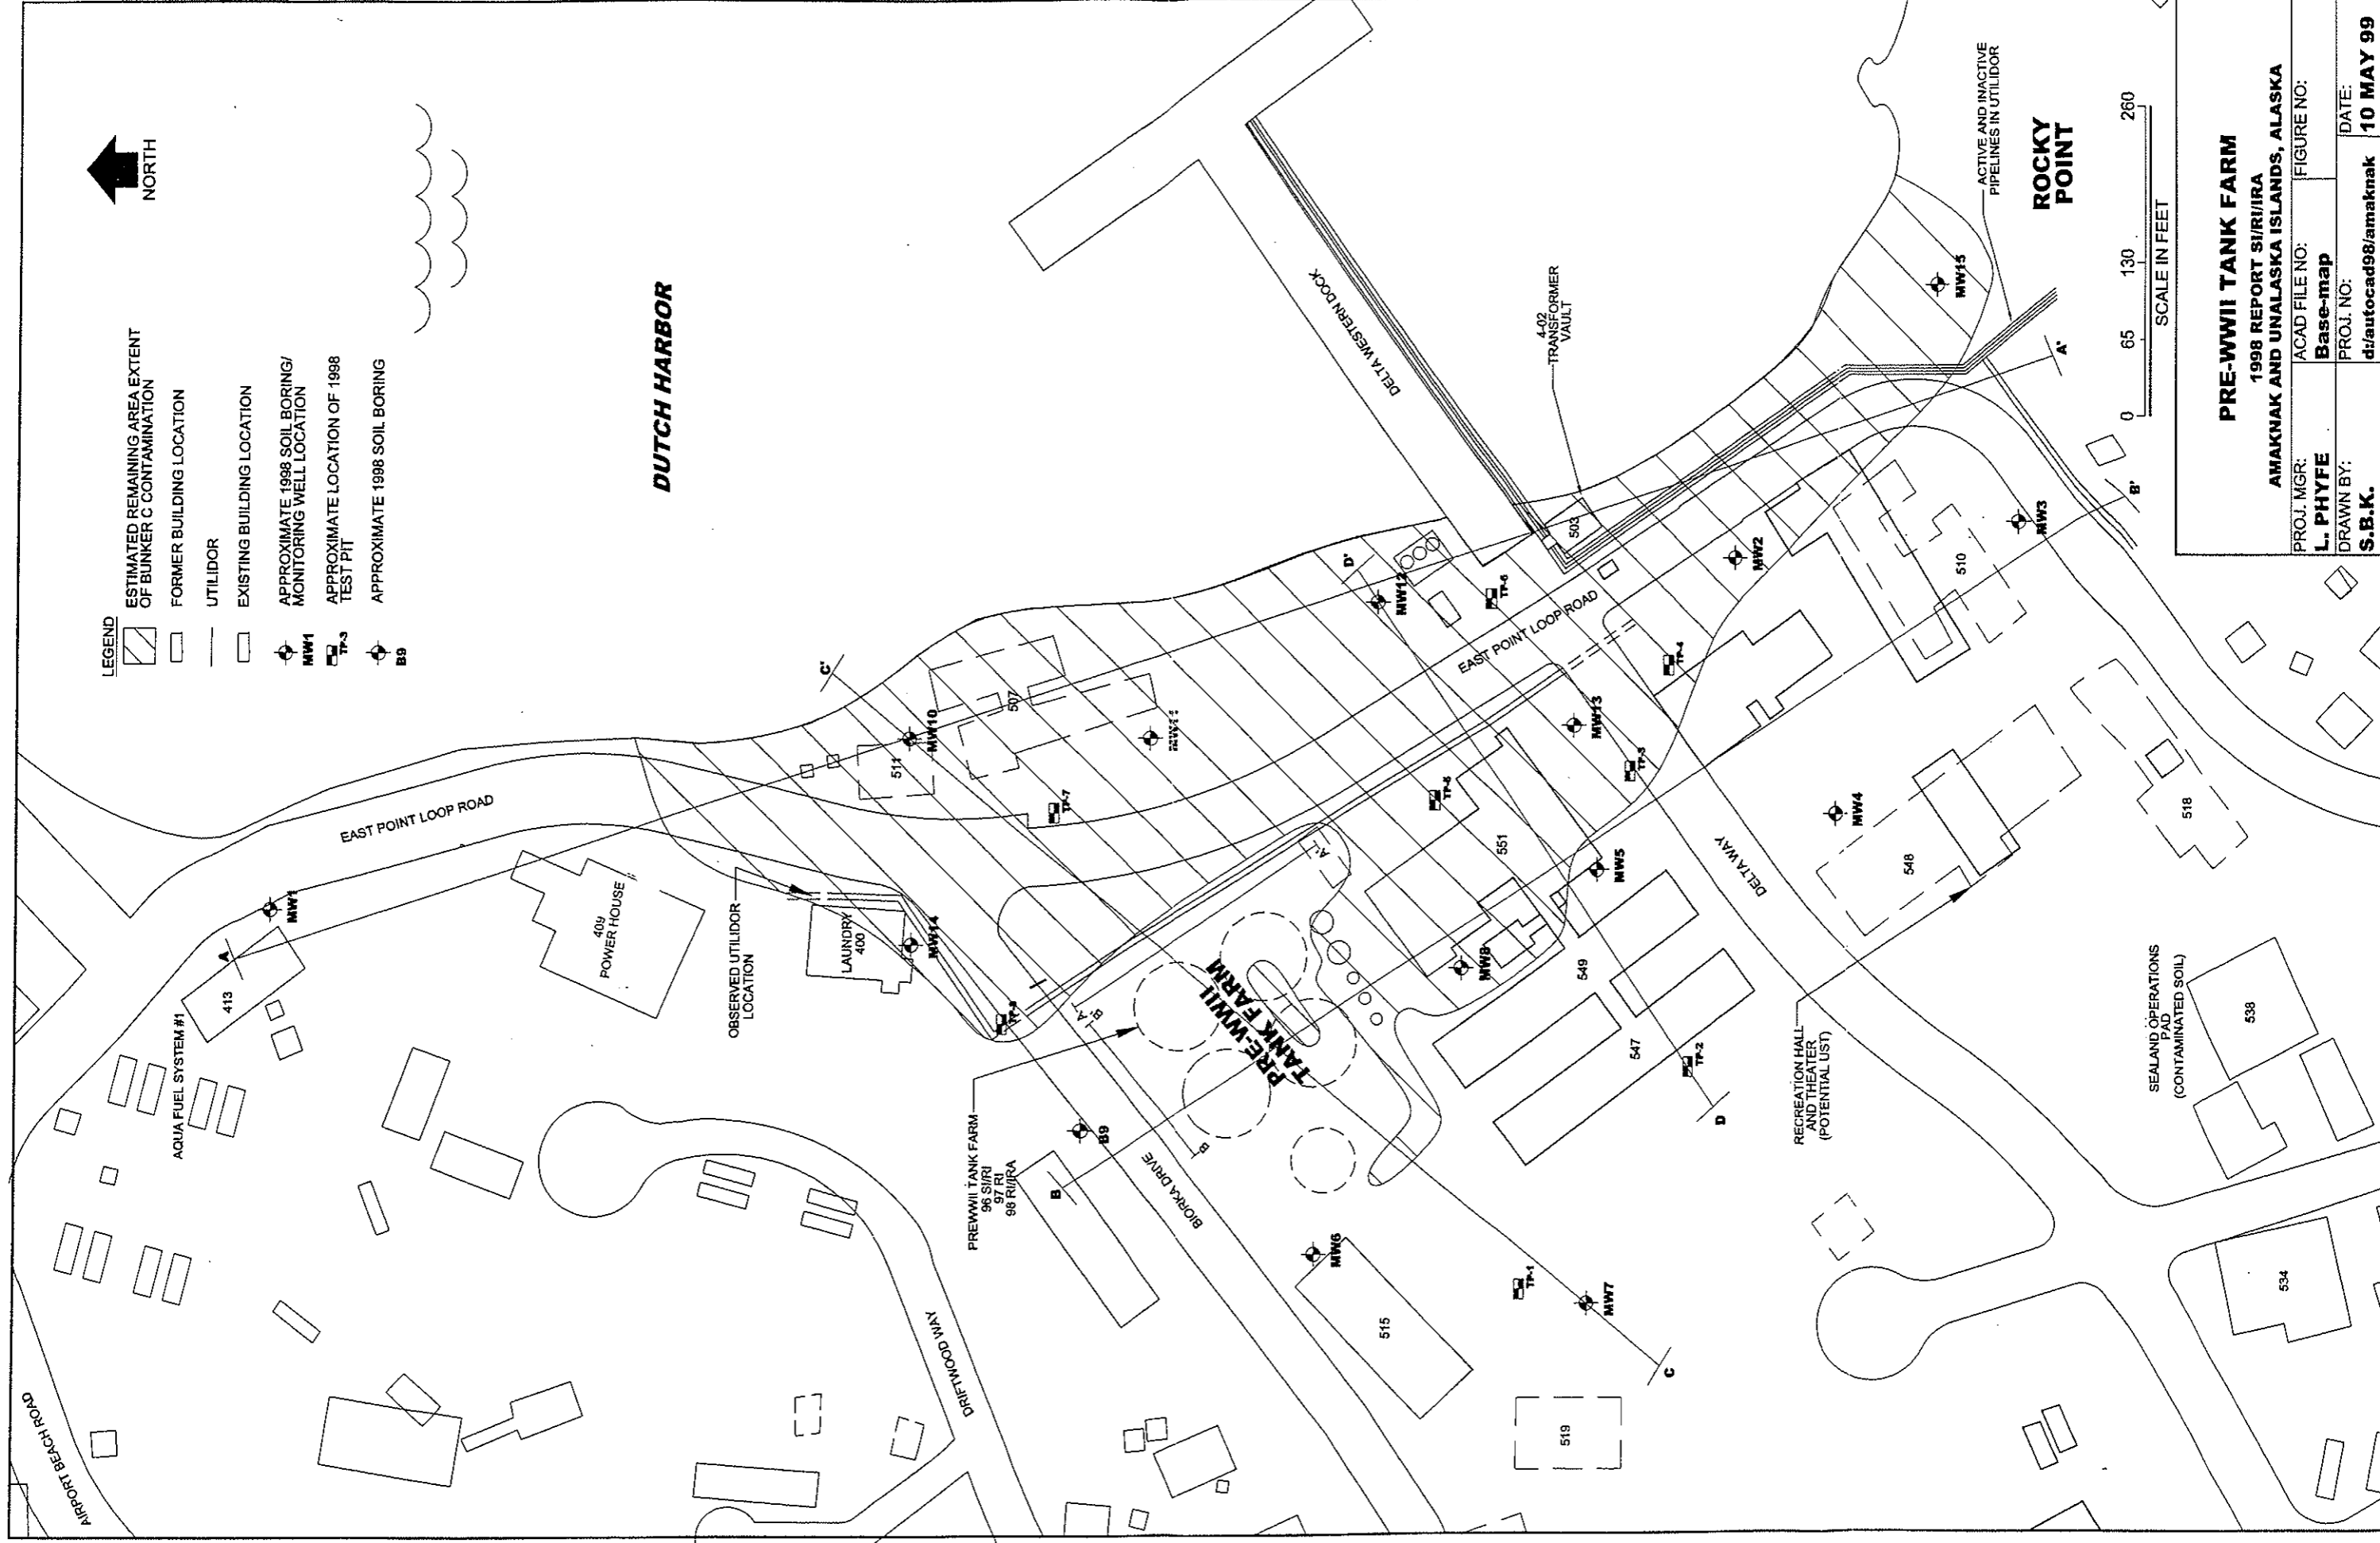 LEGEND
ESTIMATED REMAINING AREA EXTENT
OF BUNKER C CONTAMINATION
FORMER BUILDING LOCATION
UTILIDOR
EXISTING BUILDING LOCATION
MW1
APPROXIMATE 1998 SOIL BORING/
MONITORING WELL LOCATION
TP-3
APPROXIMATE LOCATION OF 1998
TEST PIT
B9
APPROXIMATE 1998 SOIL BORING
NORTH
DUTCH HARBOR
AIRPORT BEACH ROAD
AQUA FUEL SYSTEM #1
413
A
MW1
EAST POINT LOOP ROAD
409
POWER HOUSE
OBSERVED UTILIDOR
LOCATION
LAUNDRY
400
MW14
C'
511
MW10
507
TP-7
DRIFTWOOD WAY
PREWWII TANK FARM
96 SI/RI
97 RI
98 RI/IRA
B
B9
BIORKA DRIVE
B
A'
PRE-WWII
TANK FARM
MW6
515
TP-1
MW7
C
519
D'
MW12
TP-6
EAST POINT LOOP ROAD
DELTA WESTERN DOCK
4-02
TRANSFORMER
VAULT
503
TP-5
551
MW8
MW5
MW13
TP-3
TP-4
MW2
549
547
TP-2
D
DELTA WAY
RECREATION HALL
AND THEATER
(POTENTIAL UST)
MW4
548
510
MW3
518
B'
A'
MW15
ACTIVE AND INACTIVE
PIPELINES IN UTILIDOR
ROCKY
POINT
SEALAND OPERATIONS
PAD
(CONTAMINATED SOIL)
538
534
0 65 130 260
SCALE IN FEET
PRE-WWII TANK FARM
1998 REPORT SI/RI/IRA
AMAKNAK AND UNALASKA ISLANDS, ALASKA
PROJ. MGR:
L. PHYFE
ACAD FILE NO:
Base-map
FIGURE NO:
DRAWN BY:
S.B.K.
PROJ. NO:
d:/autocad98/amaknak
DATE:
10 MAY 99